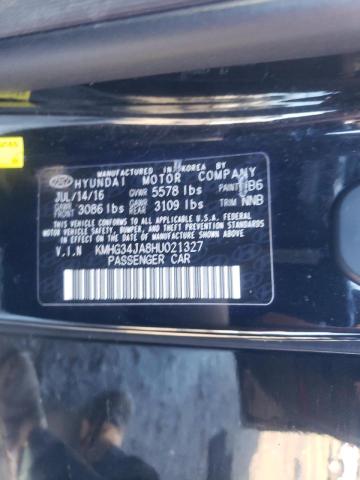 MANUFACTURED IN KOREA BY
HYUNDAI MOTOR COMPANY
JUL/14/16 GVWR 5578 lbs PAINT B6
GAWR FRONT 3086 lbs GAWR REAR 3109 lbs TRIM NNB
THIS VEHICLE CONFORMS TO ALL APPLICABLE
FEDERAL MOTOR VEHICLE SAFETY, BUMPER, AND
THEFT PREVENTION STANDARDS IN EFFECT ON THE
DATE OF MANUFACTURE SHOWN ABOVE.
V.I.N KMHG34JA8HU021327
PASSENGER CAR